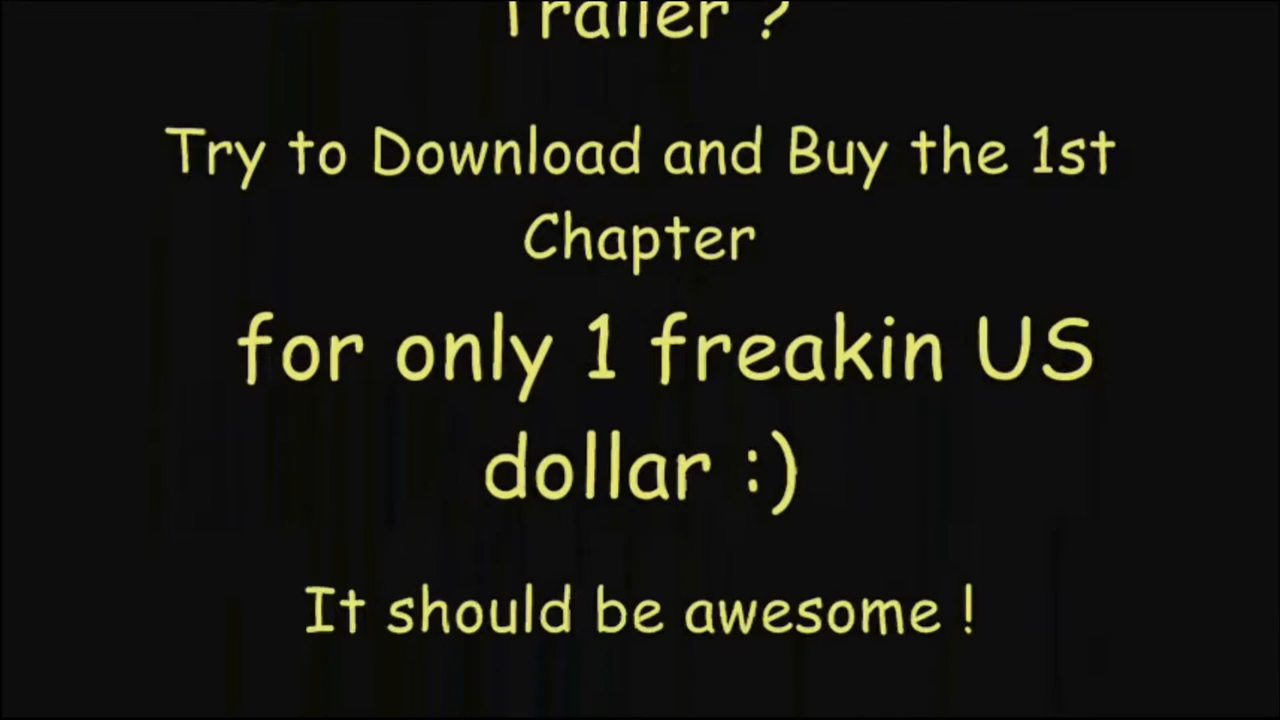 Trailer ?
Try to Download and Buy the 1st
Chapter
for only 1 freakin US
dollar :)
It should be awesome !